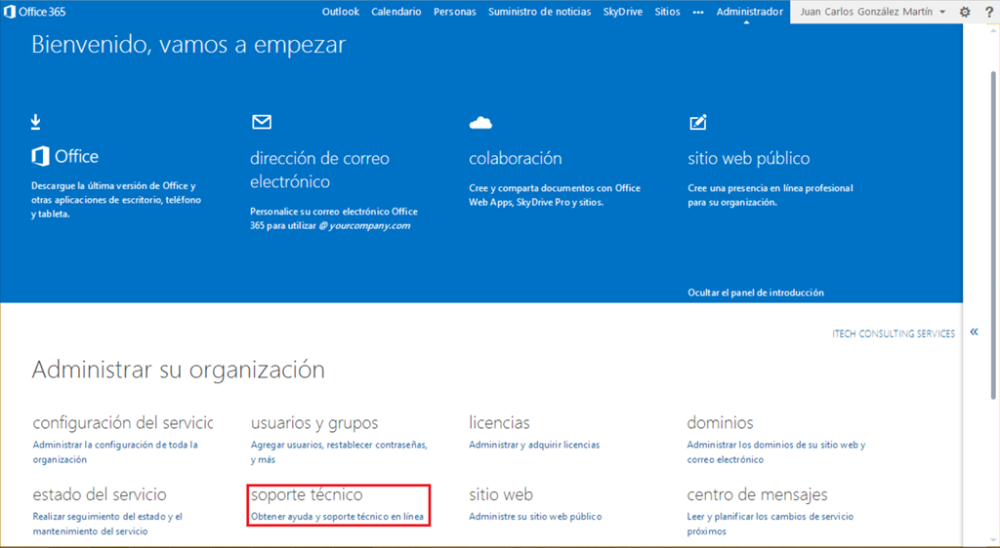 Office 365
Outlook Calendario Personas Suministro de noticias SkyDrive Sitios ••• Administrador Juan Carlos González Martín ?
Bienvenido, vamos a empezar
Office
Descargue la última versión de Office y
otras aplicaciones de escritorio, teléfono
y tableta.
dirección de correo
electrónico
Personalice su correo electrónico Office
365 para utilizar @ yourcompany.com
colaboración
Cree y comparta documentos con Office
Web Apps, SkyDrive Pro y sitios.
sitio web público
Cree una presencia en línea profesional
para su organización.
Ocultar el panel de introducción
ITECH CONSULTING SERVICES «
Administrar su organización
configuración del servicio
Administrar la configuración de toda la
organización
usuarios y grupos
Agregar usuarios, restablecer contraseñas,
y más
licencias
Administrar y adquirir licencias
dominios
Administrar los dominios de su sitio web y
correo electrónico
estado del servicio
Realizar seguimiento del estado y el
mantenimiento del servicio
soporte técnico
Obtener ayuda y soporte técnico en línea
sitio web
Administre su sitio web público
centro de mensajes
Leer y planificar los cambios de servicio
próximos